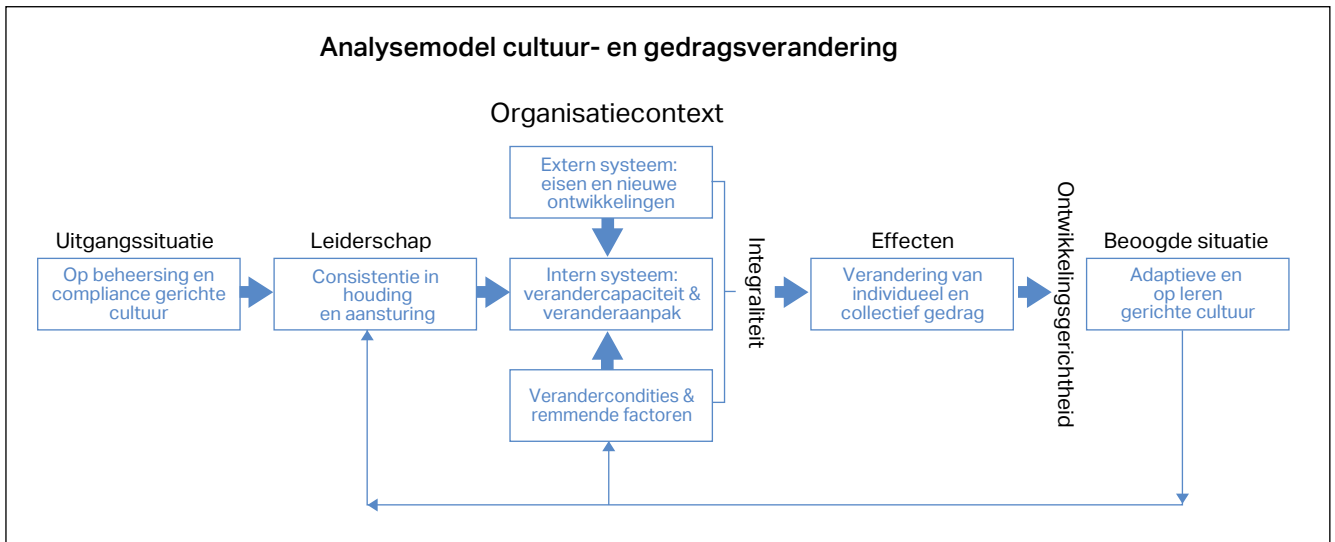 Analysemodel cultuur- en gedragsverandering
Organisatiecontext
Uitgangssituatie
Op beheersing en
compliance gerichte
cultuur
Leiderschap
Consistentie in
houding
en aansturing
Extern systeem:
eisen en nieuwe
ontwikkelingen
Intern systeem:
verandercapaciteit &
veranderaanpak
Verandercondities &
remmende factoren
Integraliteit
Effecten
Verandering van
individueel en
collectief gedrag
Ontwikkelingsgerichtheid
Beoogde situatie
Adaptieve en
op leren
gerichte cultuur